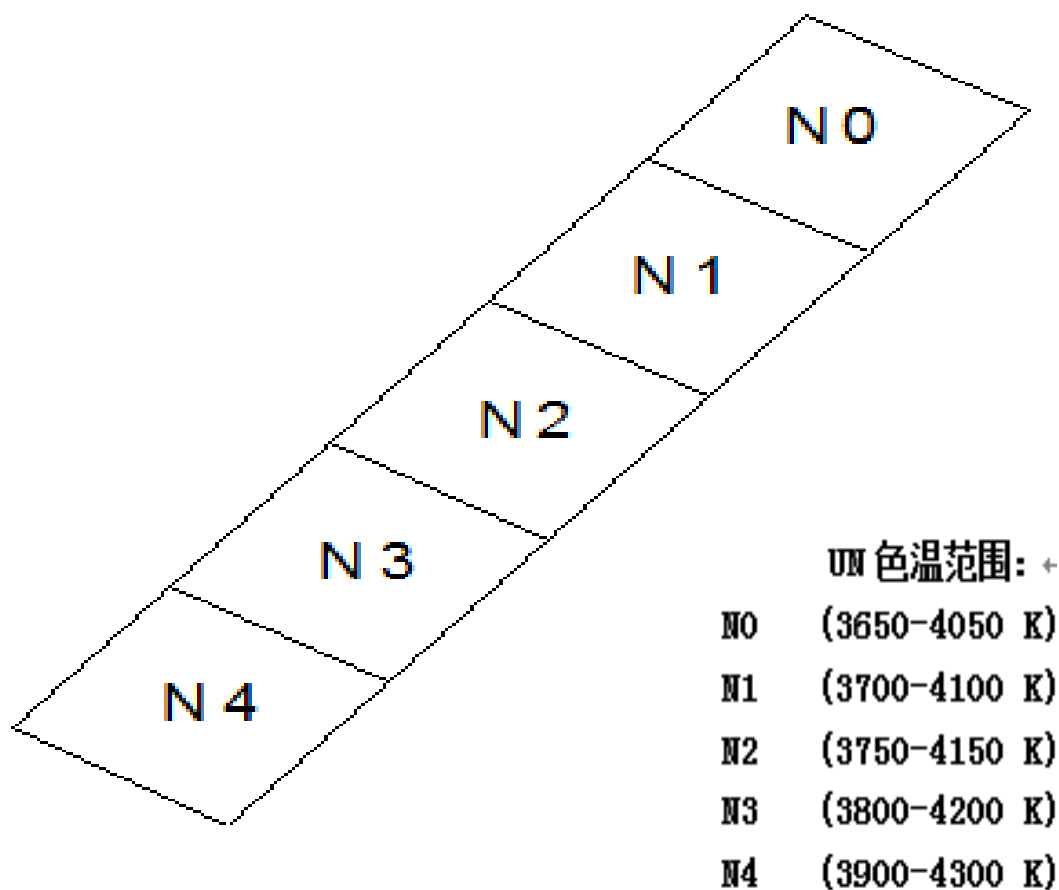 N0
N1
N2
N3
N4
UN 色温范围: ←
N0 (3650-4050 K)
N1 (3700-4100 K)
N2 (3750-4150 K)
N3 (3800-4200 K)
N4 (3900-4300 K)